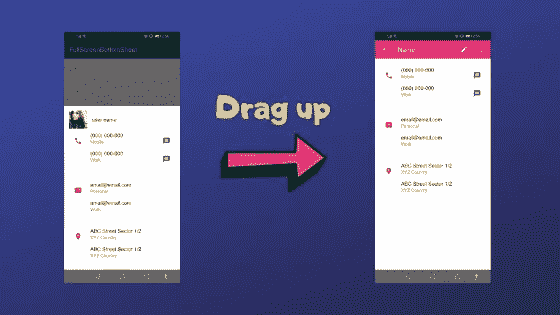 FullScreenBottomSheet
user name
(000) 000-000
Mobile
(000) 000-000
Work
email@email.com
Personal
email@email.com
Work
ABC Street Sector 1/2
XYZ Country
ABC Street Sector 1/2
XYZ Country
Drag up
Name
(000) 000-000
Mobile
(000) 000-000
Work
email@email.com
Personal
email@email.com
Work
ABC Street Sector 1/2
XYZ Country
ABC Street Sector 1/2
XYZ Country